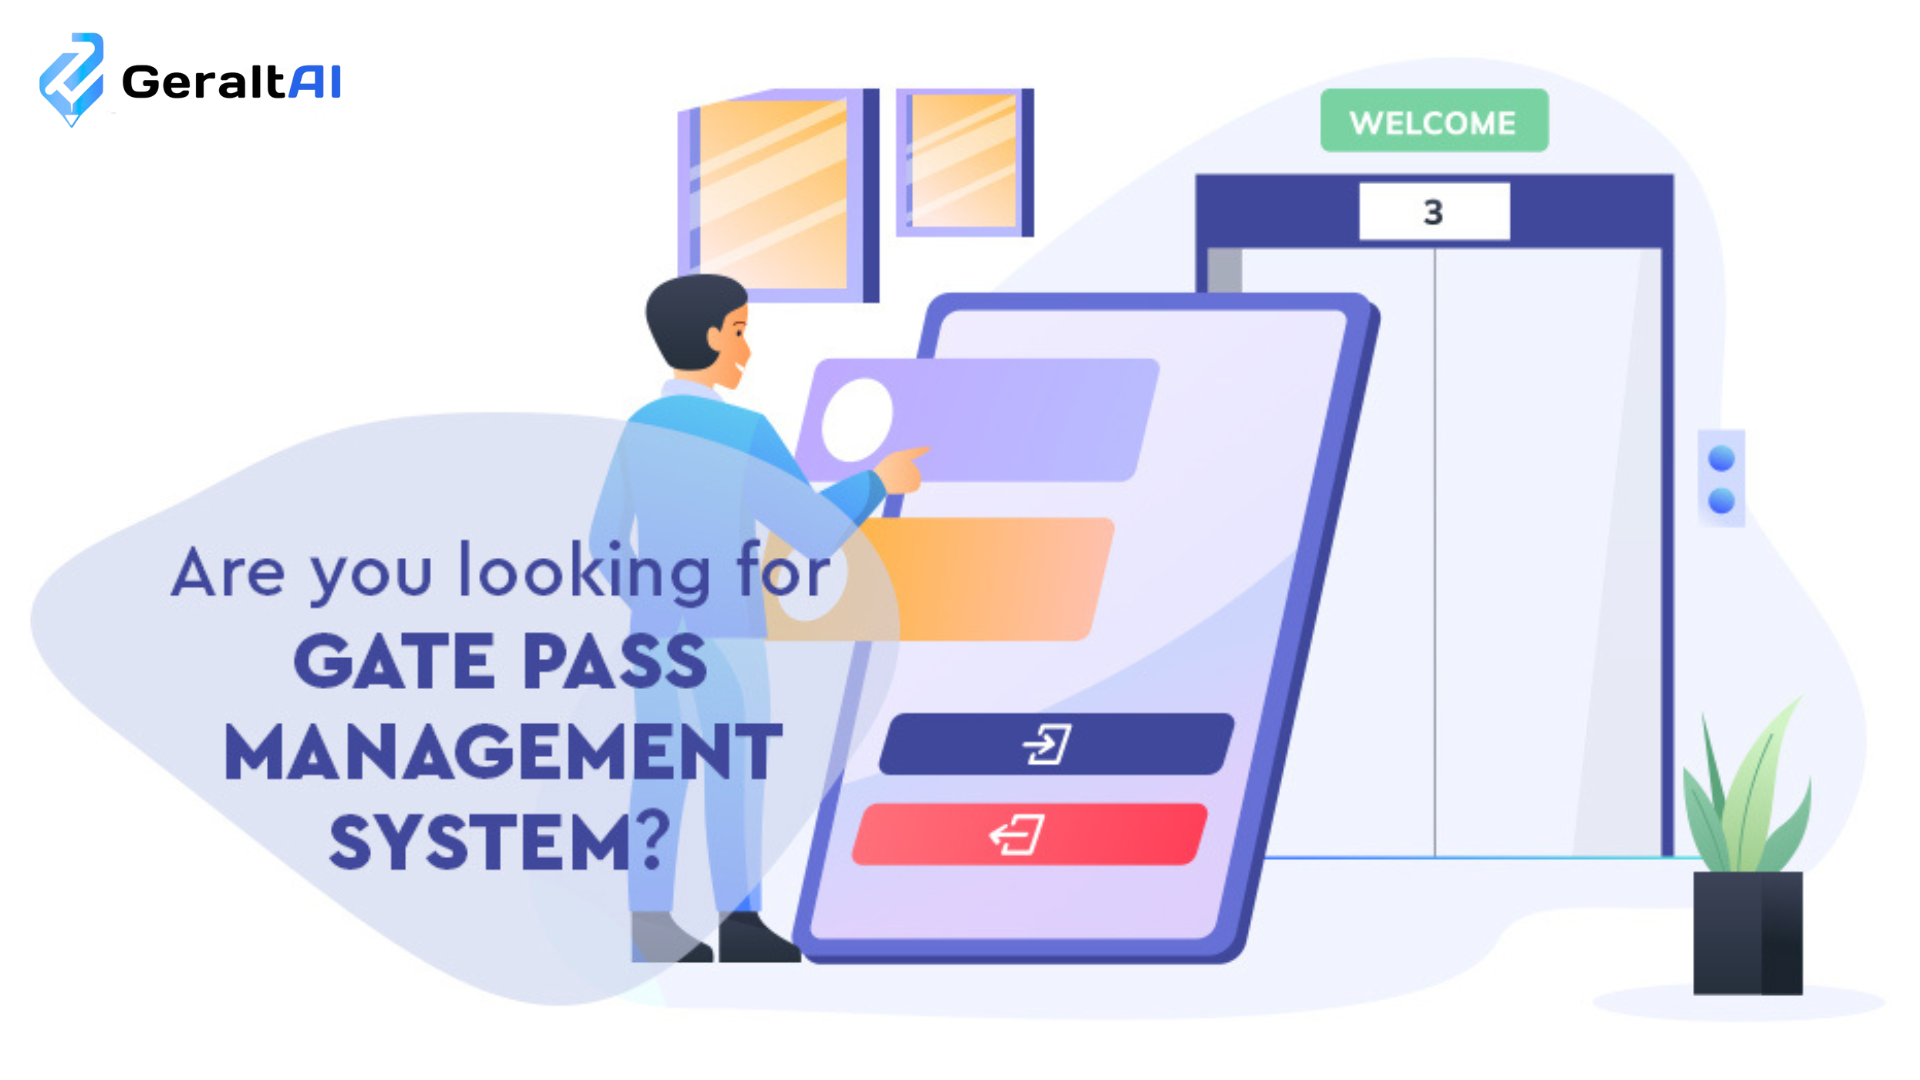 GeraltAI
WELCOME
3
Are you looking for
GATE PASS
MANAGEMENT
SYSTEM?